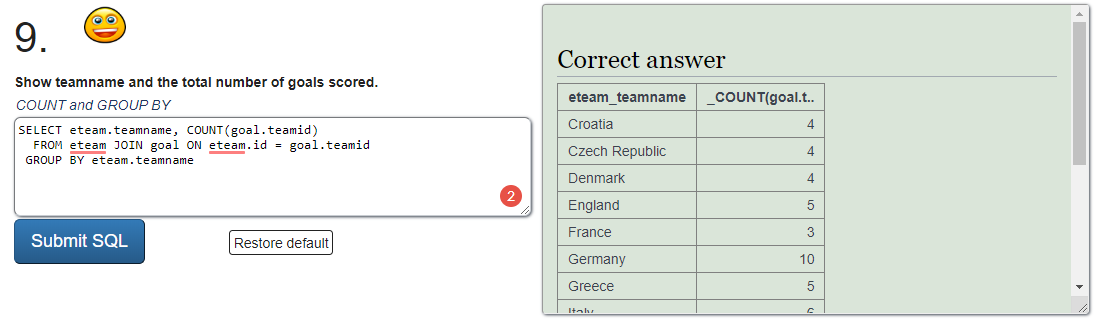 9.
Show teamname and the total number of goals scored.
COUNT and GROUP BY
SELECT eteam.teamname, COUNT(goal.teamid)
FROM eteam JOIN goal ON eteam.id = goal.teamid
GROUP BY eteam.teamname
2
Submit SQL
Restore default
Correct answer
eteam_teamname _COUNT(goal.t..
Croatia 4
Czech Republic 4
Denmark 4
England 5
France 3
Germany 10
Greece 5
Italy 6